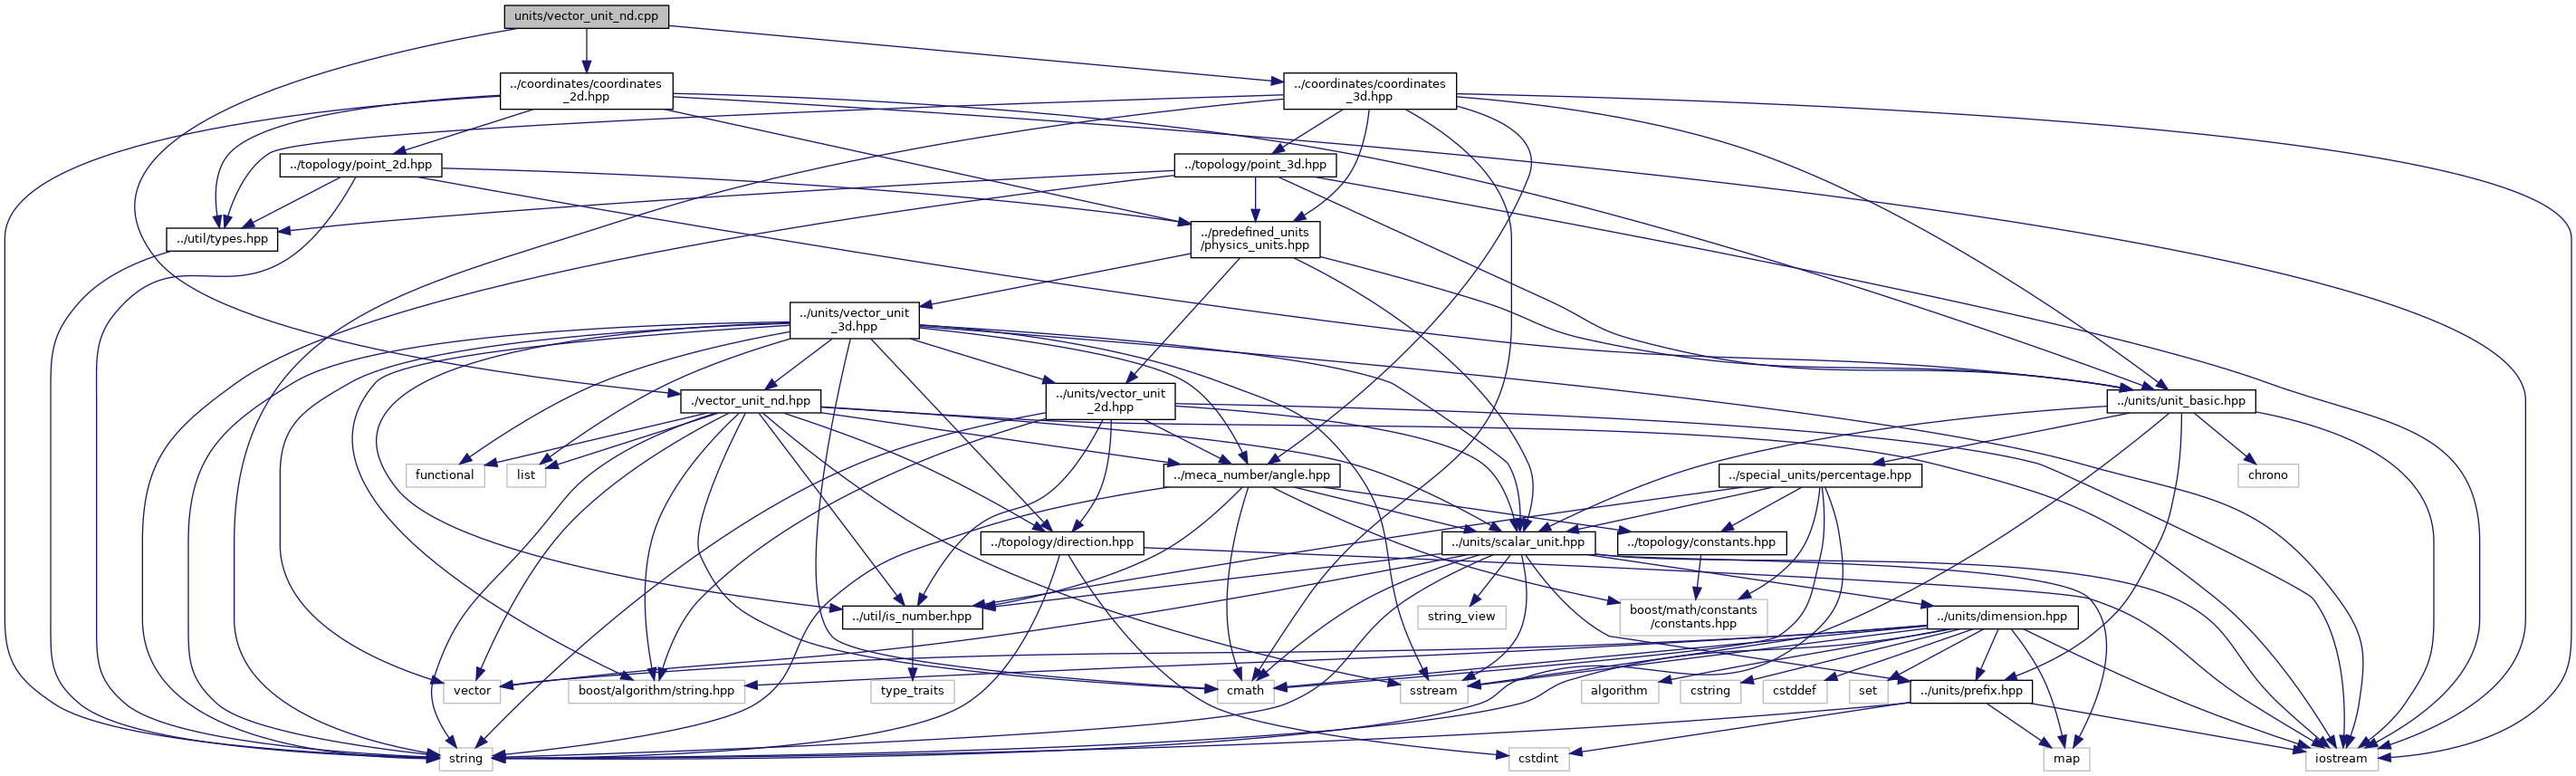 units/vector_unit_nd.cpp
../coordinates/coordinates
_2d.hpp
../coordinates/coordinates
_3d.hpp
../topology/point_2d.hpp
../topology/point_3d.hpp
../util/types.hpp
../predefined_units
/physics_units.hpp
../units/vector_unit
_3d.hpp
./vector_unit_nd.hpp
../units/vector_unit
_2d.hpp
../units/unit_basic.hpp
functional
list
../meca_number/angle.hpp
../special_units/percentage.hpp
chrono
../topology/direction.hpp
../units/scalar_unit.hpp
../topology/constants.hpp
../util/is_number.hpp
string_view
boost/math/constants
/constants.hpp
../units/dimension.hpp
vector
boost/algorithm/string.hpp
type_traits
cmath
sstream
algorithm
cstring
cstddef
set
../units/prefix.hpp
string
cstdint
map
iostream